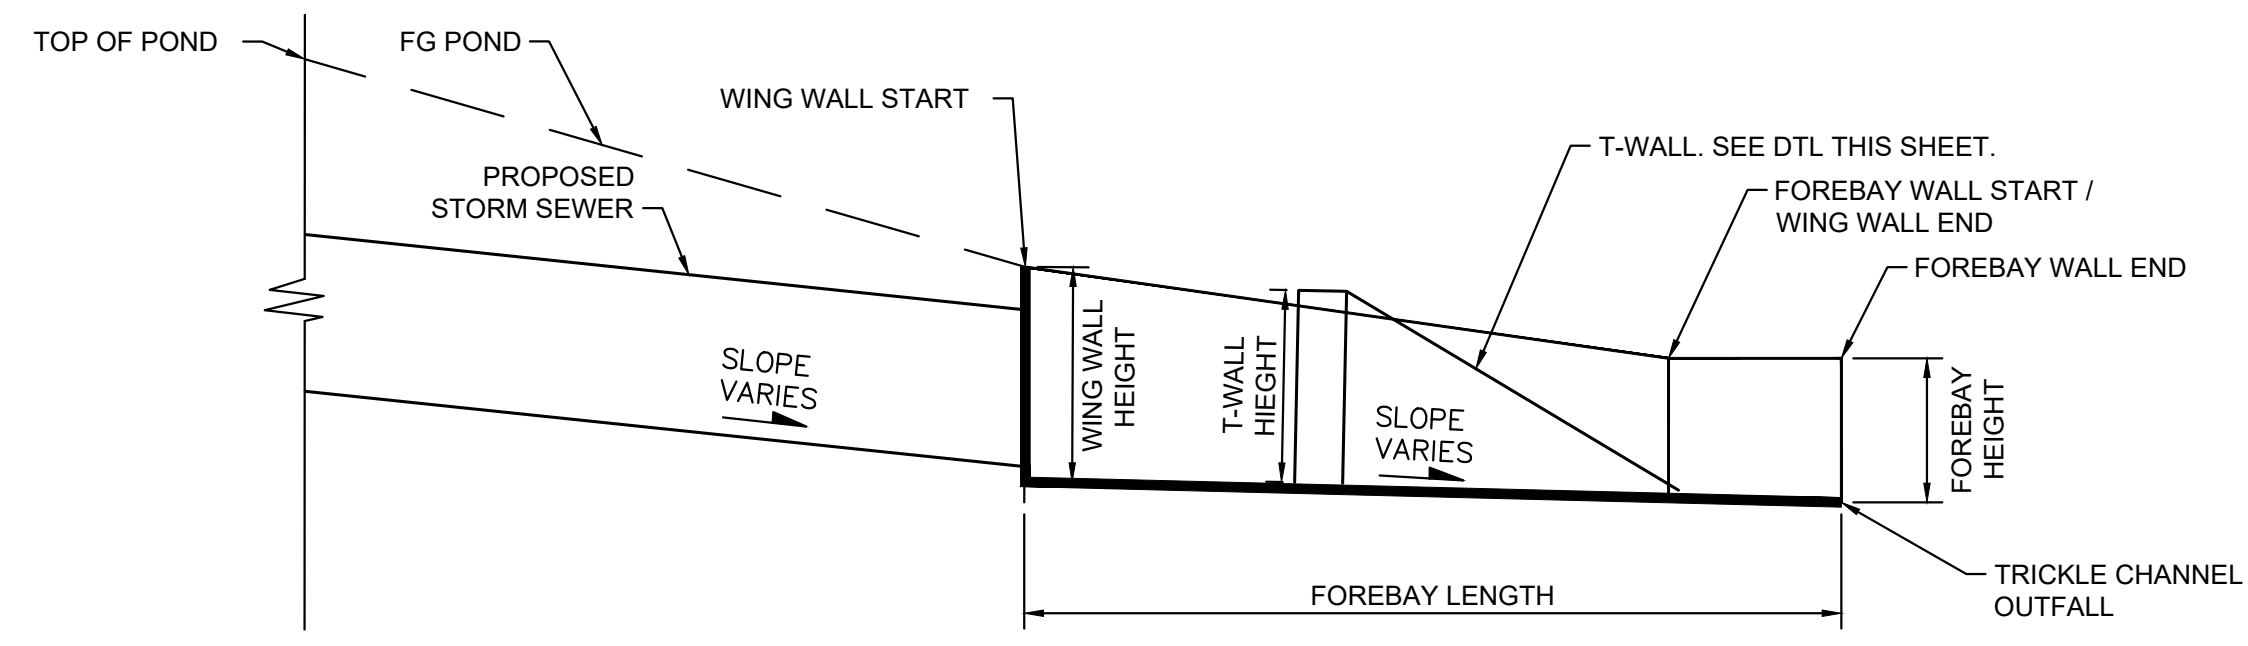 TOP OF POND
FG POND
WING WALL START
T-WALL. SEE DTL THIS SHEET.
PROPOSED
STORM SEWER
FOREBAY WALL START /
WING WALL END
FOREBAY WALL END
SLOPE
VARIES
WING WALL
HEIGHT
T-WALL
HIEGHT
SLOPE
VARIES
FOREBAY
HEIGHT
FOREBAY LENGTH
TRICKLE CHANNEL
OUTFALL